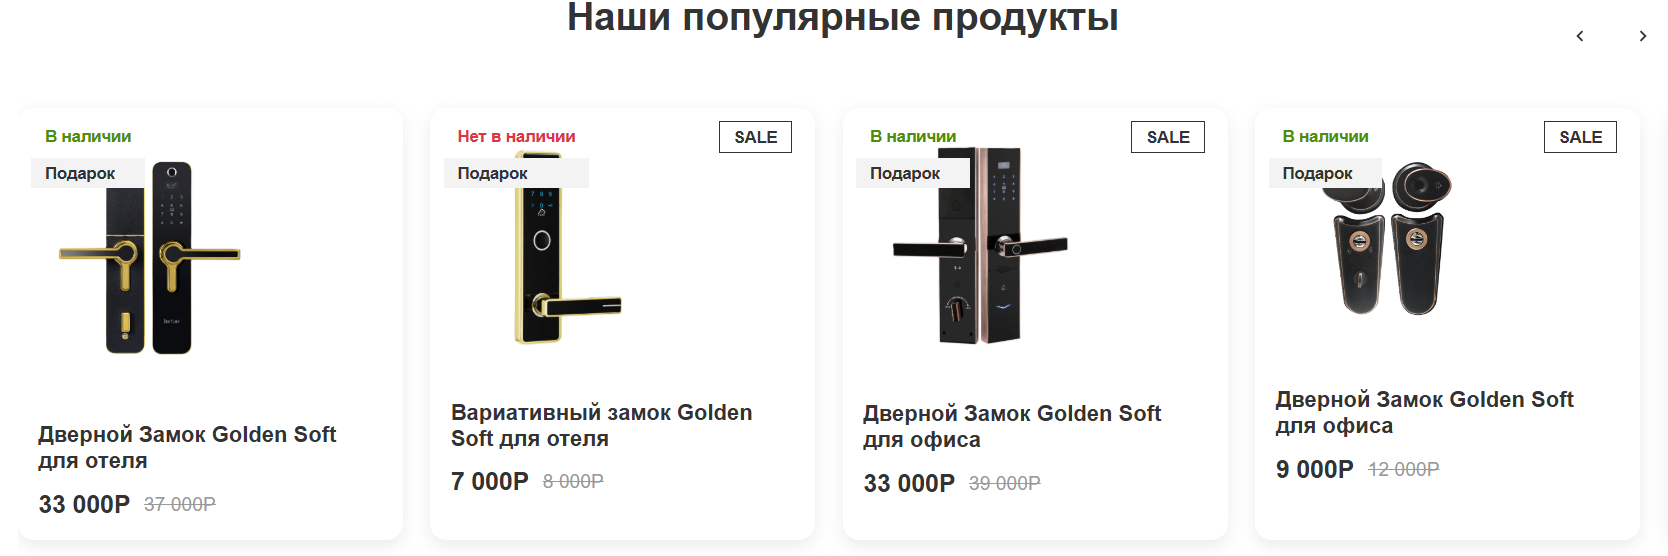 Наши популярные продукты
В наличии
Подарок
Дверной Замок Golden Soft
для отеля
33 000Р 37 000Р
Нет в наличии
SALE
Подарок
Вариативный замок Golden
Soft для отеля
7 000Р 8 000Р
В наличии
SALE
Подарок
Дверной Замок Golden Soft
для офиса
33 000Р 39 000Р
В наличии
SALE
Подарок
Дверной Замок Golden Soft
для офиса
9 000Р 12 000Р